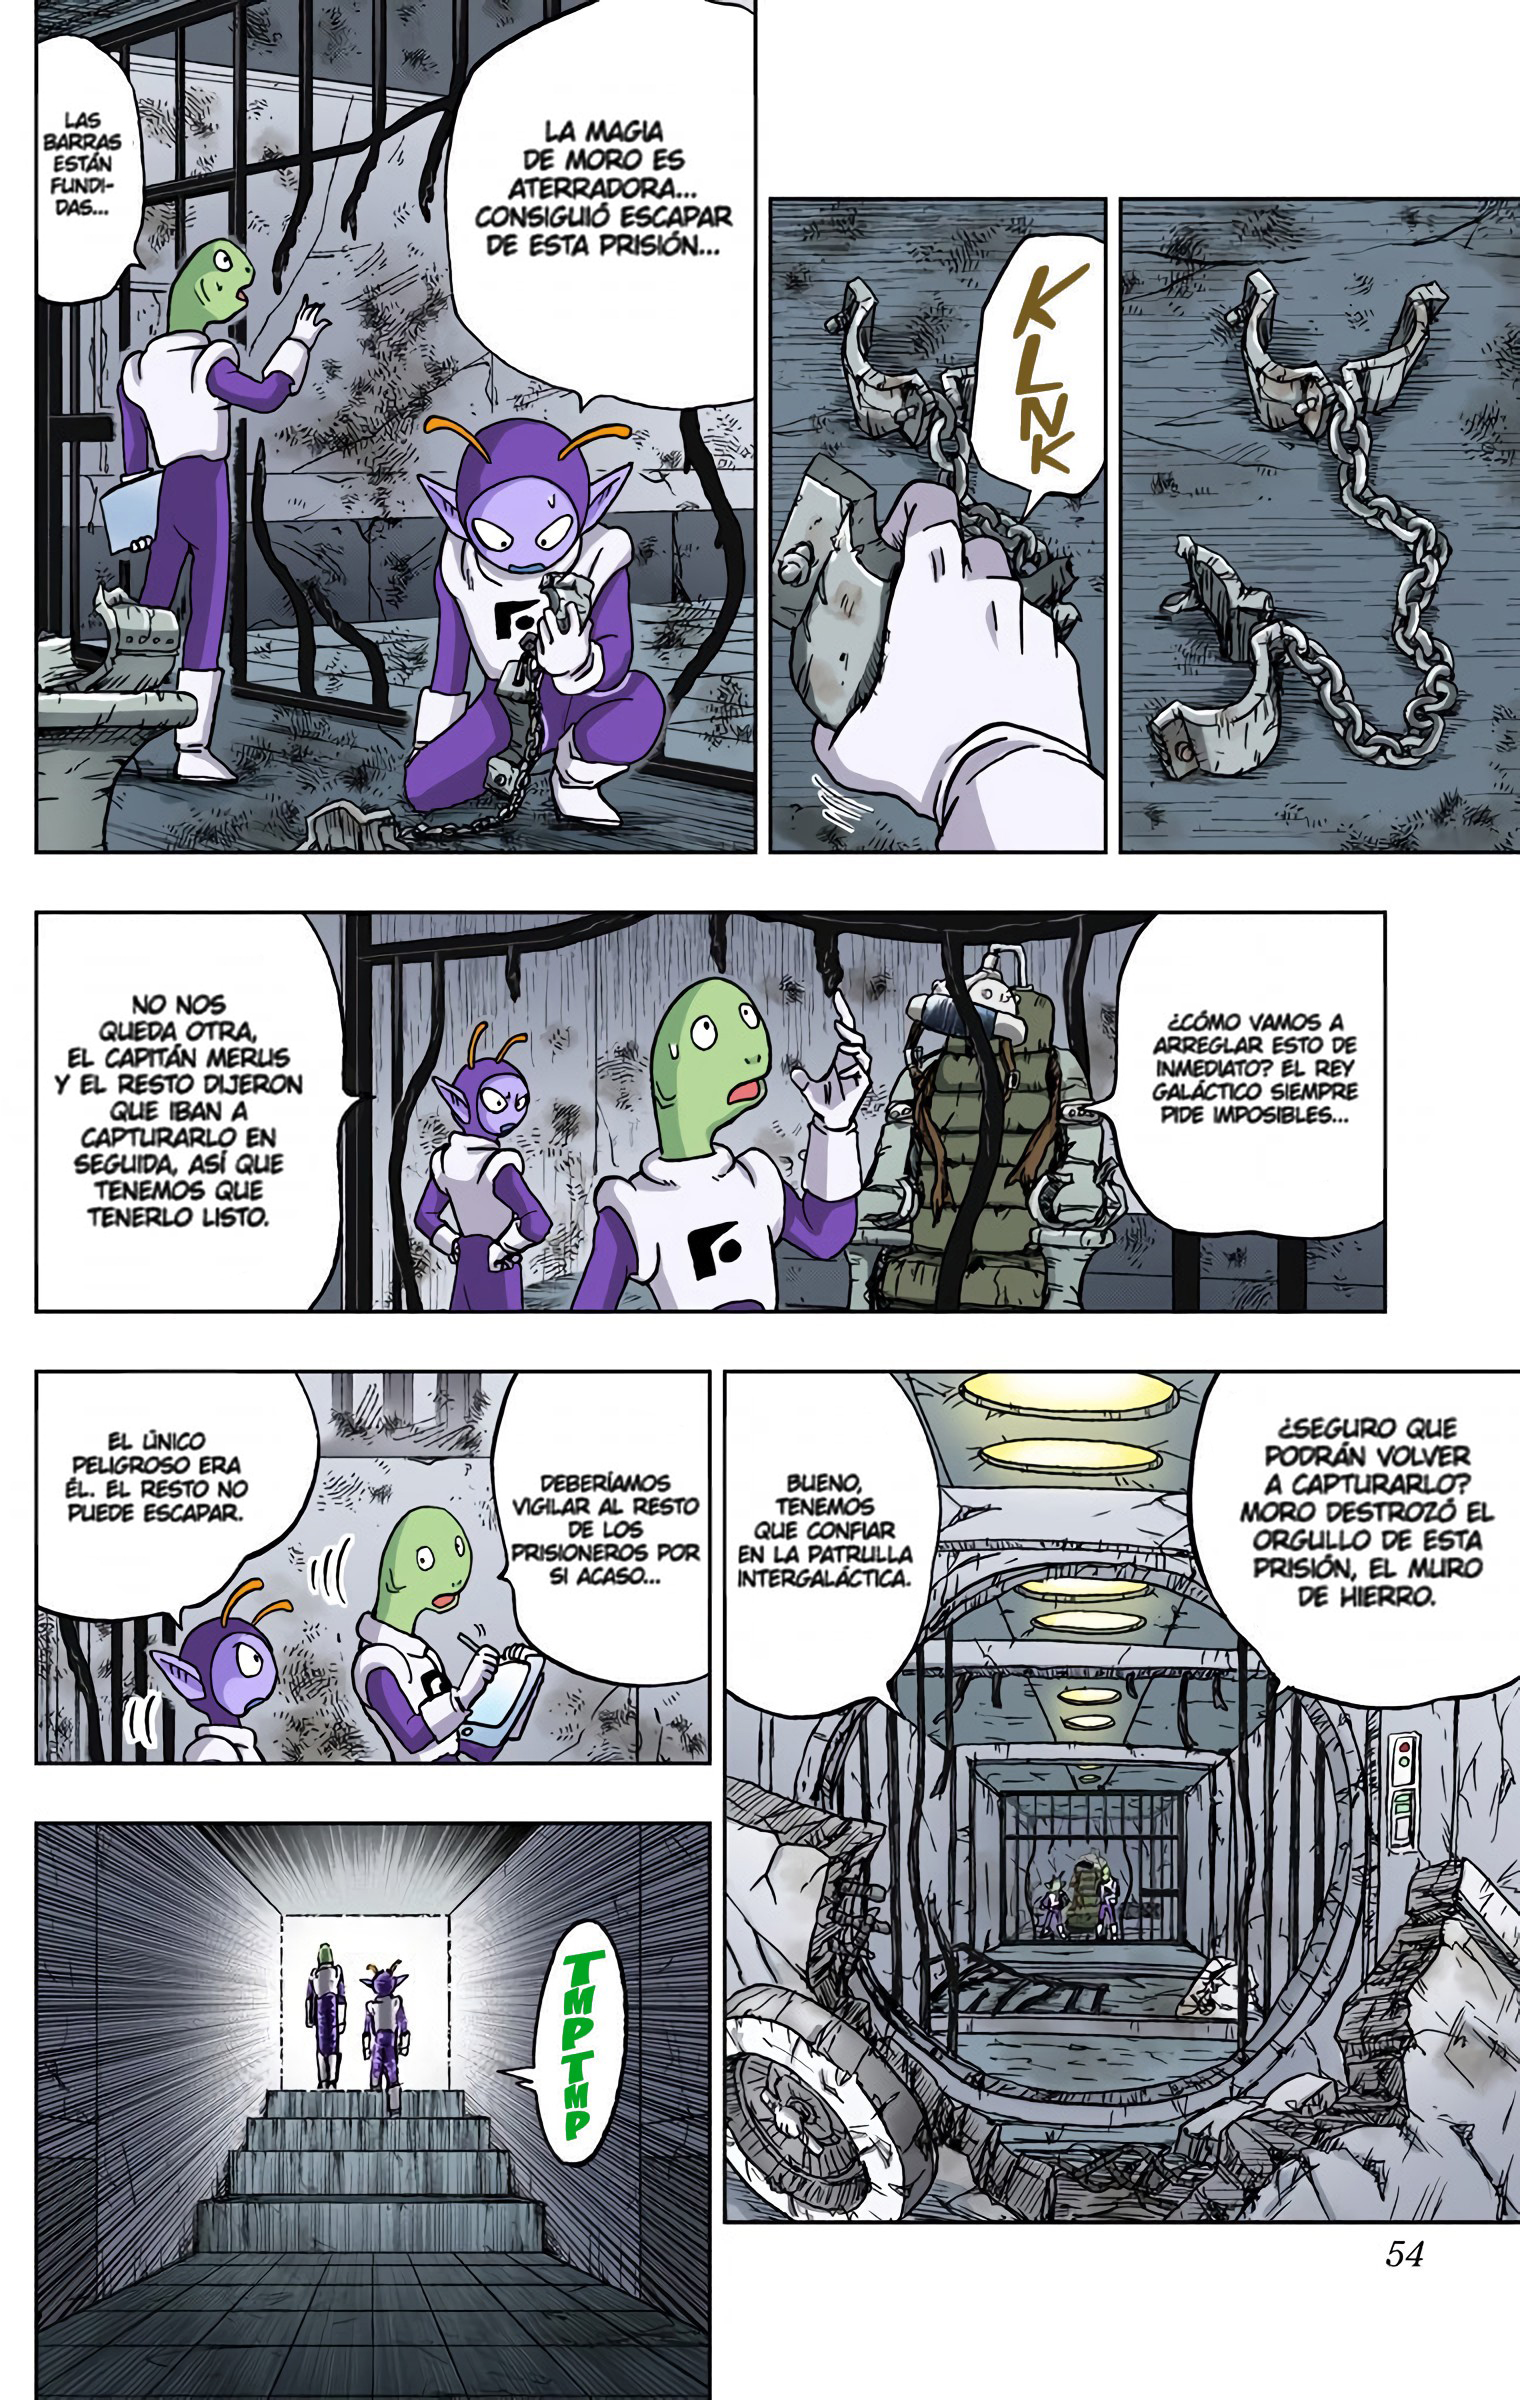 KLNK
LA MAGIA
DE MORO ES
ATERRADORA...
CONSIGUIÓ ESCAPAR
DE ESTA PRISIÓN...
LAS
BARRAS
ESTÁN
FUNDI-
DAS...
¿CÓMO VAMOS A
ARREGLAR ESTO DE
INMEDIATO? EL REY
GALÁCTICO SIEMPRE
PIDE IMPOSIBLES...
NO NOS
QUEDA OTRA,
EL CAPITÁN MERUS
Y EL RESTO DIJERON
QUE IBAN A
CAPTURARLO EN
SEGUIDA, ASÍ QUE
TENEMOS QUE
TENERLO LISTO.
¿SEGURO QUE
PODRÁN VOLVER
A CAPTURARLO?
MORO DESTROZÓ EL
ORGULLO DE ESTA
PRISIÓN, EL MURO
DE HIERRO.
BUENO,
TENEMOS
QUE CONFIAR
EN LA PATRULLA
INTERGALÁCTICA.
DEBERÍAMOS
VIGILAR AL RESTO
DE LOS
PRISIONEROS POR
SI ACASO...
EL ÚNICO
PELIGROSO ERA
ÉL. EL RESTO NO
PUEDE ESCAPAR.
TMPTMP
54